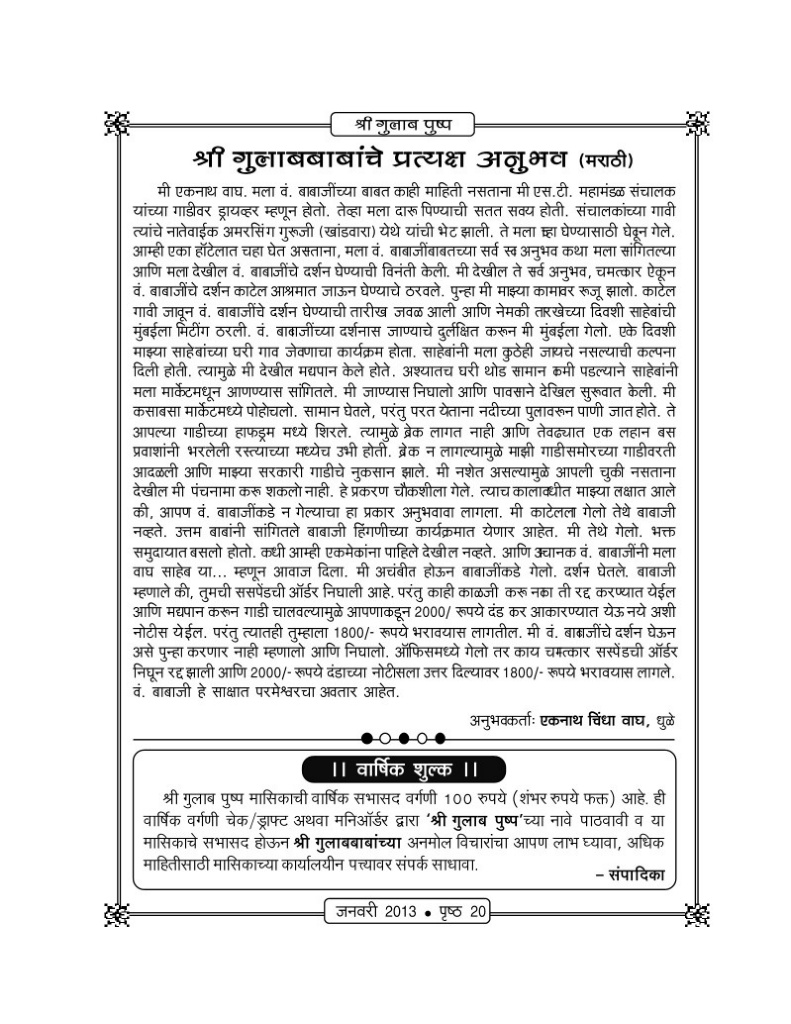 श्री गुलाब पुष्प
श्री गुलाबबाबांचे प्रत्यक्ष अनुभव (मराठी)
मी एकनाथ वाघ. मला वं. बाबाजींच्या बाबत काही माहिती नसताना मी एस.टी. महामंडळ संचालक
यांच्या गाडीवर ड्रायव्हर म्हणून होतो. तेव्हा मला दारू पिण्याची सतत सवय होती. संचालकांच्या गावी
त्यांचे नातेवाईक अमरसिंग गुरूजी (खांडवारा) येथे यांची भेट झाली. ते मला चहा घेण्यासाठी घेवून गेले.
आम्ही एका हॉटेलात चहा घेत असताना, मला वं. बाबाजींबाबतच्या सर्व स्व अनुभव कथा मला सांगितल्या
आणि मला देखील वं. बाबाजींचे दर्शन घेण्याची विनंती केली. मी देखील ते सर्व अनुभव, चमत्कार ऐकून
वं. बाबाजींचे दर्शन काटेल आश्रमात जाऊन घेण्याचे ठरवले. पुन्हा मी माझ्या कामावर रूजू झालो. काटेल
गावी जावून वं. बाबाजींचे दर्शन घेण्याची तारीख जवळ आली आणि नेमकी तारखेच्या दिवशी साहेबांची
मुंबईला मिटींग ठरली. वं. बाबाजींच्या दर्शनास जाण्याचे दुर्लक्षित करून मी मुंबईला गेलो. एके दिवशी
माझ्या साहेबांच्या घरी गाव जेवणाचा कार्यक्रम होता. साहेबांनी मला कुठेही जायचे नसल्याची कल्पना
दिली होती. त्यामुळे मी देखील मद्यपान केले होते. अश्यातच घरी थोड सामान कमी पडल्याने साहेबांनी
मला मार्केटमधून आणण्यास सांगितले. मी जाण्यास निघालो आणि पावसाने देखिल सुरूवात केली. मी
कसाबसा मार्केटमध्ये पोहोचलो. सामान घेतले, परंतु परत येताना नदीच्या पुलावरून पाणी जात होते. ते
आपल्या गाडीच्या हाफड्रम मध्ये शिरले. त्यामुळे ब्रेक लागत नाही आणि तेवढ्यात एक लहान बस
प्रवाशांनी भरलेली रस्त्याच्या मध्येच उभी होती. ब्रेक न लागल्यामुळे माझी गाडीसमोरच्या गाडीवरती
आदळली आणि माझ्या सरकारी गाडीचे नुकसान झाले. मी नशेत असल्यामुळे आपली चुकी नसताना
देखील मी पंचनामा करू शकलो नाही. हे प्रकरण चौकशीला गेले. त्याच कालावधीत माझ्या लक्षात आले
की, आपण वं. बाबाजींकडे न गेल्याचा हा प्रकार अनुभवावा लागला. मी काटेलला गेलो तेथे बाबाजी
नव्हते. उत्तम बाबांनी सांगितले बाबाजी हिंगणीच्या कार्यक्रमात येणार आहेत. मी तेथे गेलो. भक्त
समुदायात बसलो होतो. कधी आम्ही एकमेकांना पाहिले देखील नव्हते. आणि अचानक वं. बाबाजींनी मला
वाघ साहेब या... म्हणून आवाज दिला. मी अचंबीत होऊन बाबाजींकडे गेलो. दर्शन घेतले. बाबाजी
म्हणाले की, तुमची ससपेंडची ऑर्डर निघाली आहे. परंतु काही काळजी करू नका ती रद्द करण्यात येईल
आणि मद्यपान करून गाडी चालवल्यामुळे आपणाकडून 2000/ रूपये दंड कर आकारण्यात येऊ नये अशी
नोटीस येईल. परंतु त्यातही तुम्हाला 1800/- रूपये भरावयास लागतील. मी वं. बाबाजींचे दर्शन घेऊन
असे पुन्हा करणार नाही म्हणालो आणि निघालो. ऑफिसमध्ये गेलो तर काय चमत्कार सस्पेंडची ऑर्डर
निघून रद्द झाली आणि 2000/- रूपये दंडाच्या नोटीसला उत्तर दिल्यावर 1800/- रूपये भरावयास लागले.
वं. बाबाजी हे साक्षात परमेश्वरचा अवतार आहेत.
अनुभवकर्ताः एकनाथ चिंधा वाघ, धुळे
।। वार्षिक शुल्क ।।
श्री गुलाब पुष्प मासिकाची वार्षिक सभासद वर्गणी 100 रुपये (शंभर रुपये फक्त) आहे. ही
वार्षिक वर्गणी चेक/ड्राफ्ट अथवा मनिऑर्डर द्वारा ‘श्री गुलाब पुष्प’च्या नावे पाठवावी व या
मासिकाचे सभासद होऊन श्री गुलाबबाबांच्या अनमोल विचारांचा आपण लाभ घ्यावा, अधिक
माहितीसाठी मासिकाच्या कार्यालयीन पत्त्यावर संपर्क साधावा.
– संपादिका
जनवरी 2013 • पृष्ठ 20